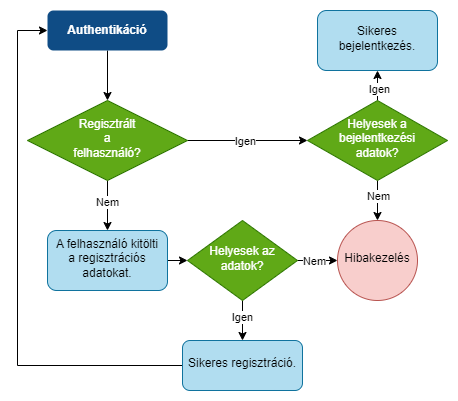 Authentikáció
Sikeres
bejelentkezés.
Igen
Regisztrált
a
felhasználó?
Igen
Helyesek a
bejelentkezési
adatok?
Nem
Nem
A felhasználó kitölti
a regisztrációs
adatokat.
Helyesek az
adatok?
Nem
Hibakezelés
Igen
Sikeres regisztráció.